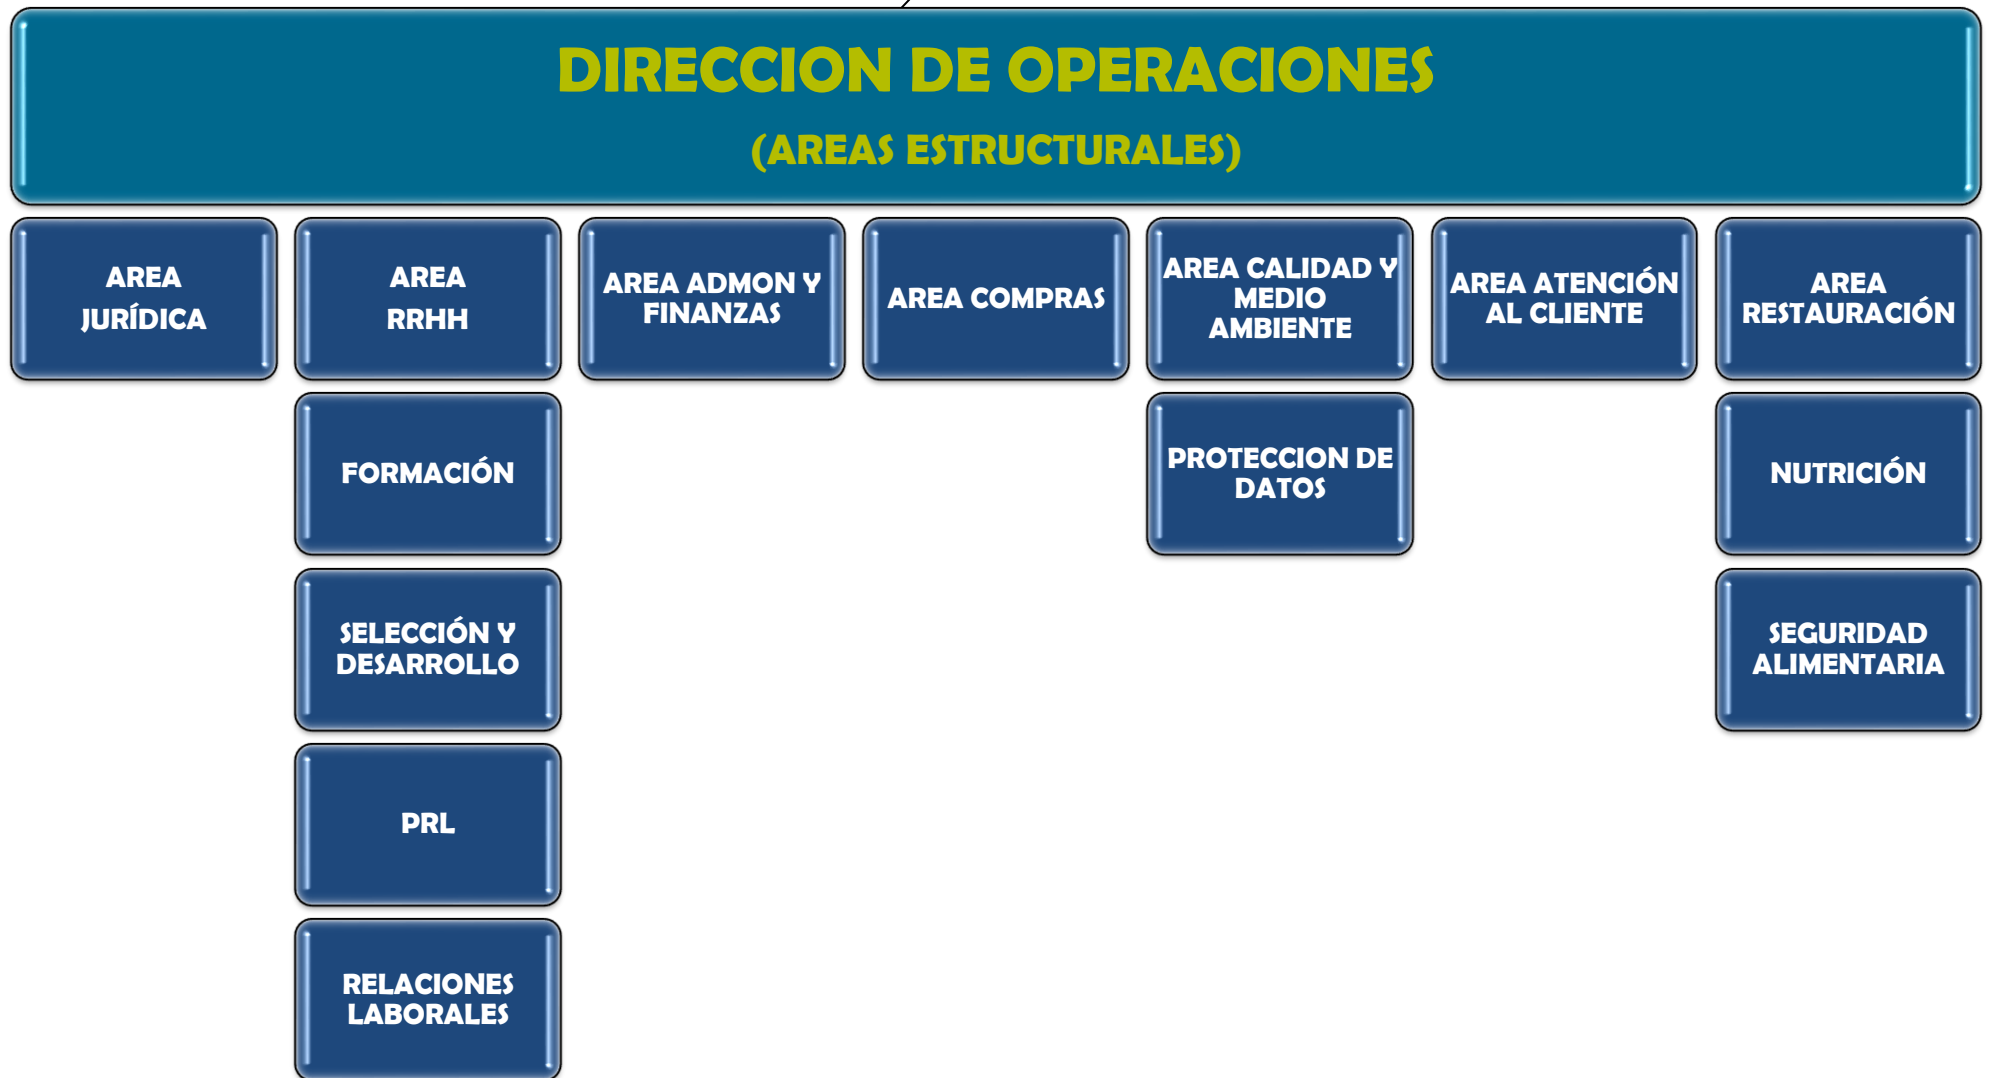 DIRECCION DE OPERACIONES
(AREAS ESTRUCTURALES)
AREA
JURÍDICA
AREA
RRHH
AREA ADMON Y
FINANZAS
AREA COMPRAS
AREA CALIDAD Y
MEDIO
AMBIENTE
AREA ATENCIÓN
AL CLIENTE
AREA
RESTAURACIÓN
FORMACIÓN
PROTECCION DE
DATOS
NUTRICIÓN
SELECCIÓN Y
DESARROLLO
SEGURIDAD
ALIMENTARIA
PRL
RELACIONES
LABORALES